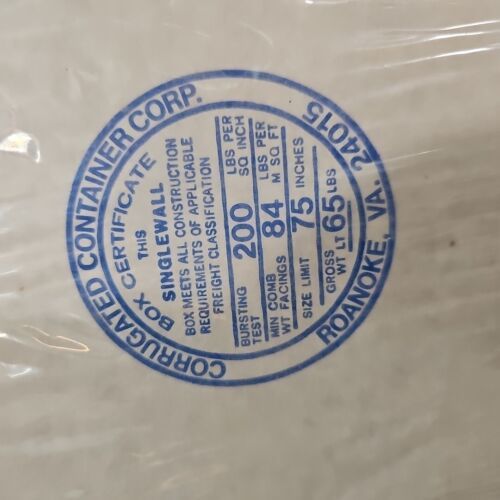 CORRUGATED CONTAINER CORP.
BOX CERTIFICATE
THIS
SINGLEWALL
BOX MEETS ALL CONSTRUCTION
REQUIREMENTS OF APPLICABLE
FREIGHT CLASSIFICATION
BURSTING TEST 200 LBS PER SQ INCH
MIN COMB WT FACINGS 84 LBS PER M SQ FT
SIZE LIMIT 75 INCHES
GROSS WT LT 65 LBS
ROANOKE, VA. 24015